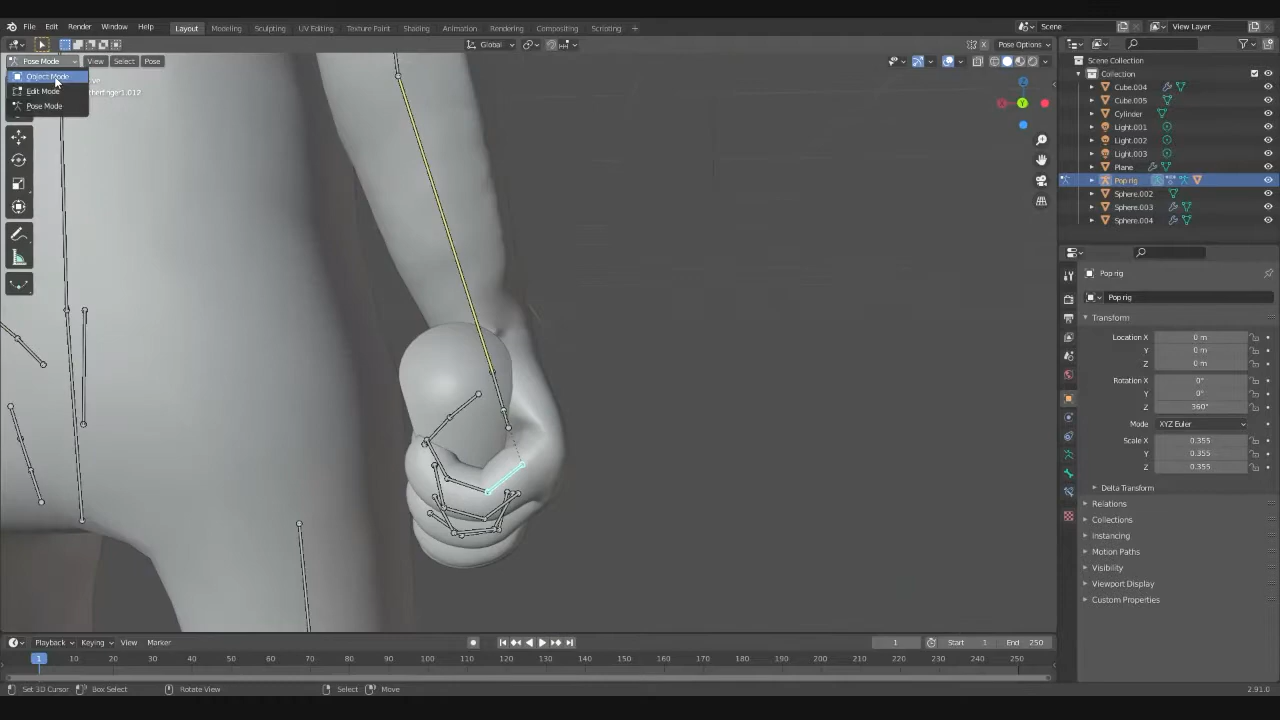 File Edit Render Window Help Layout Modeling Sculpting UV Editing Texture Paint Shading Animation Rendering Compositing Scripting + Scene View Layer
Global Pose Options
Pose Mode View Select Pose
Object Mode
Edit Mode
Pose Mode
Scene Collection
Collection
Cube.004
Cube.005
Cylinder
Light.001
Light.002
Light.003
Plane
Pop rig
Sphere.002
Sphere.003
Sphere.004
Pop rig
Pop rig
Transform
Location X 0 m
Y 0 m
Z 0 m
Rotation X 0°
Y 0°
Z 360°
Mode XYZ Euler
Scale X 0.355
Y 0.355
Z 0.355
Delta Transform
Relations
Collections
Instancing
Motion Paths
Visibility
Viewport Display
Custom Properties
Playback Keying View Marker 1 Start 1 End 250
1 10 20 30 40 50 60 70 80 90 100 110 120 130 140 150 160 170 180 190 200 210 220 230 240 250
Set 3D Cursor Box Select Rotate View Select Move 2.91.0